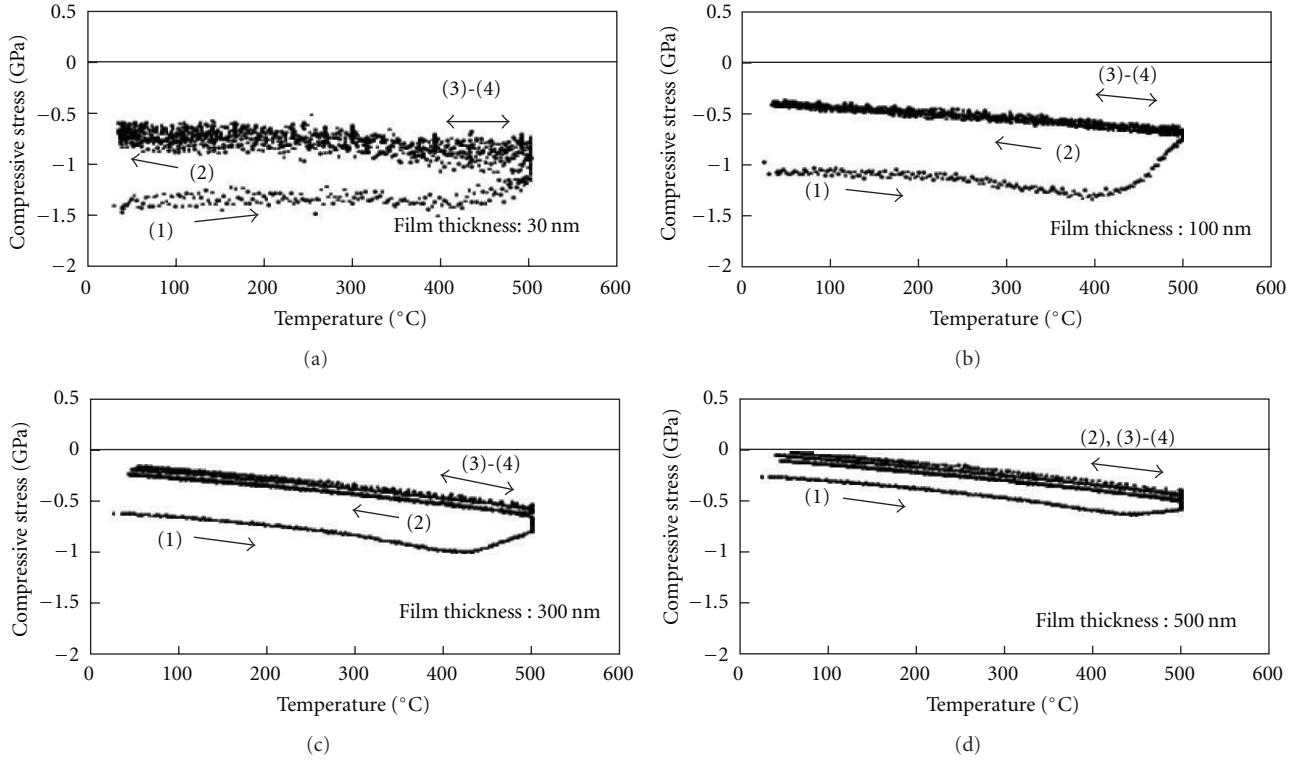 0.5
0
−0.5
−1
−1.5
−2
Compressive stress (GPa)
(3)-(4)
(2)
(1)
Film thickness: 30 nm
0 100 200 300 400 500 600
Temperature (°C)
(a)
0.5
0
−0.5
−1
−1.5
−2
Compressive stress (GPa)
(3)-(4)
(2)
(1)
Film thickness : 100 nm
0 100 200 300 400 500 600
Temperature (°C)
(b)
0.5
0
−0.5
−1
−1.5
−2
Compressive stress (GPa)
(3)-(4)
(2)
(1)
Film thickness : 300 nm
0 100 200 300 400 500 600
Temperature (°C)
(c)
0.5
0
−0.5
−1
−1.5
−2
Compressive stress (GPa)
(2), (3)-(4)
(1)
Film thickness : 500 nm
0 100 200 300 400 500 600
Temperature (°C)
(d)